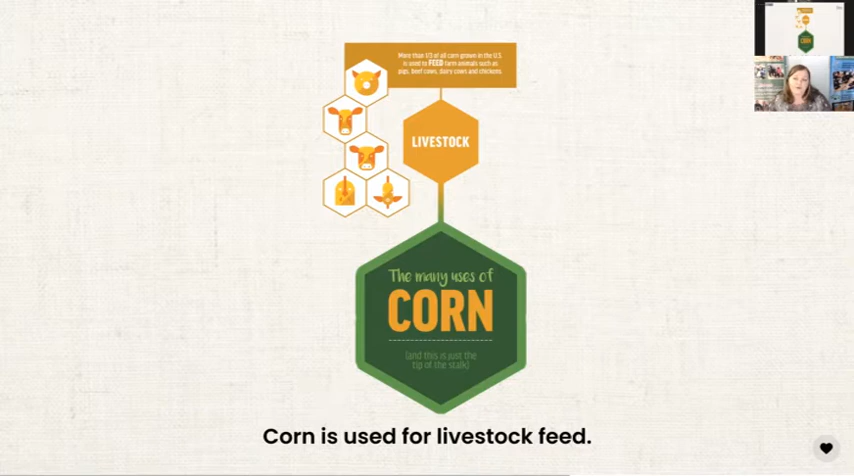 More than 1/3 of all corn grown in the U.S.
is used to FEED farm animals such as
pigs, beef cows, dairy cows and chickens.
LIVESTOCK
The many uses of
CORN
(and this is just the
tip of the stalk)
Corn is used for livestock feed.